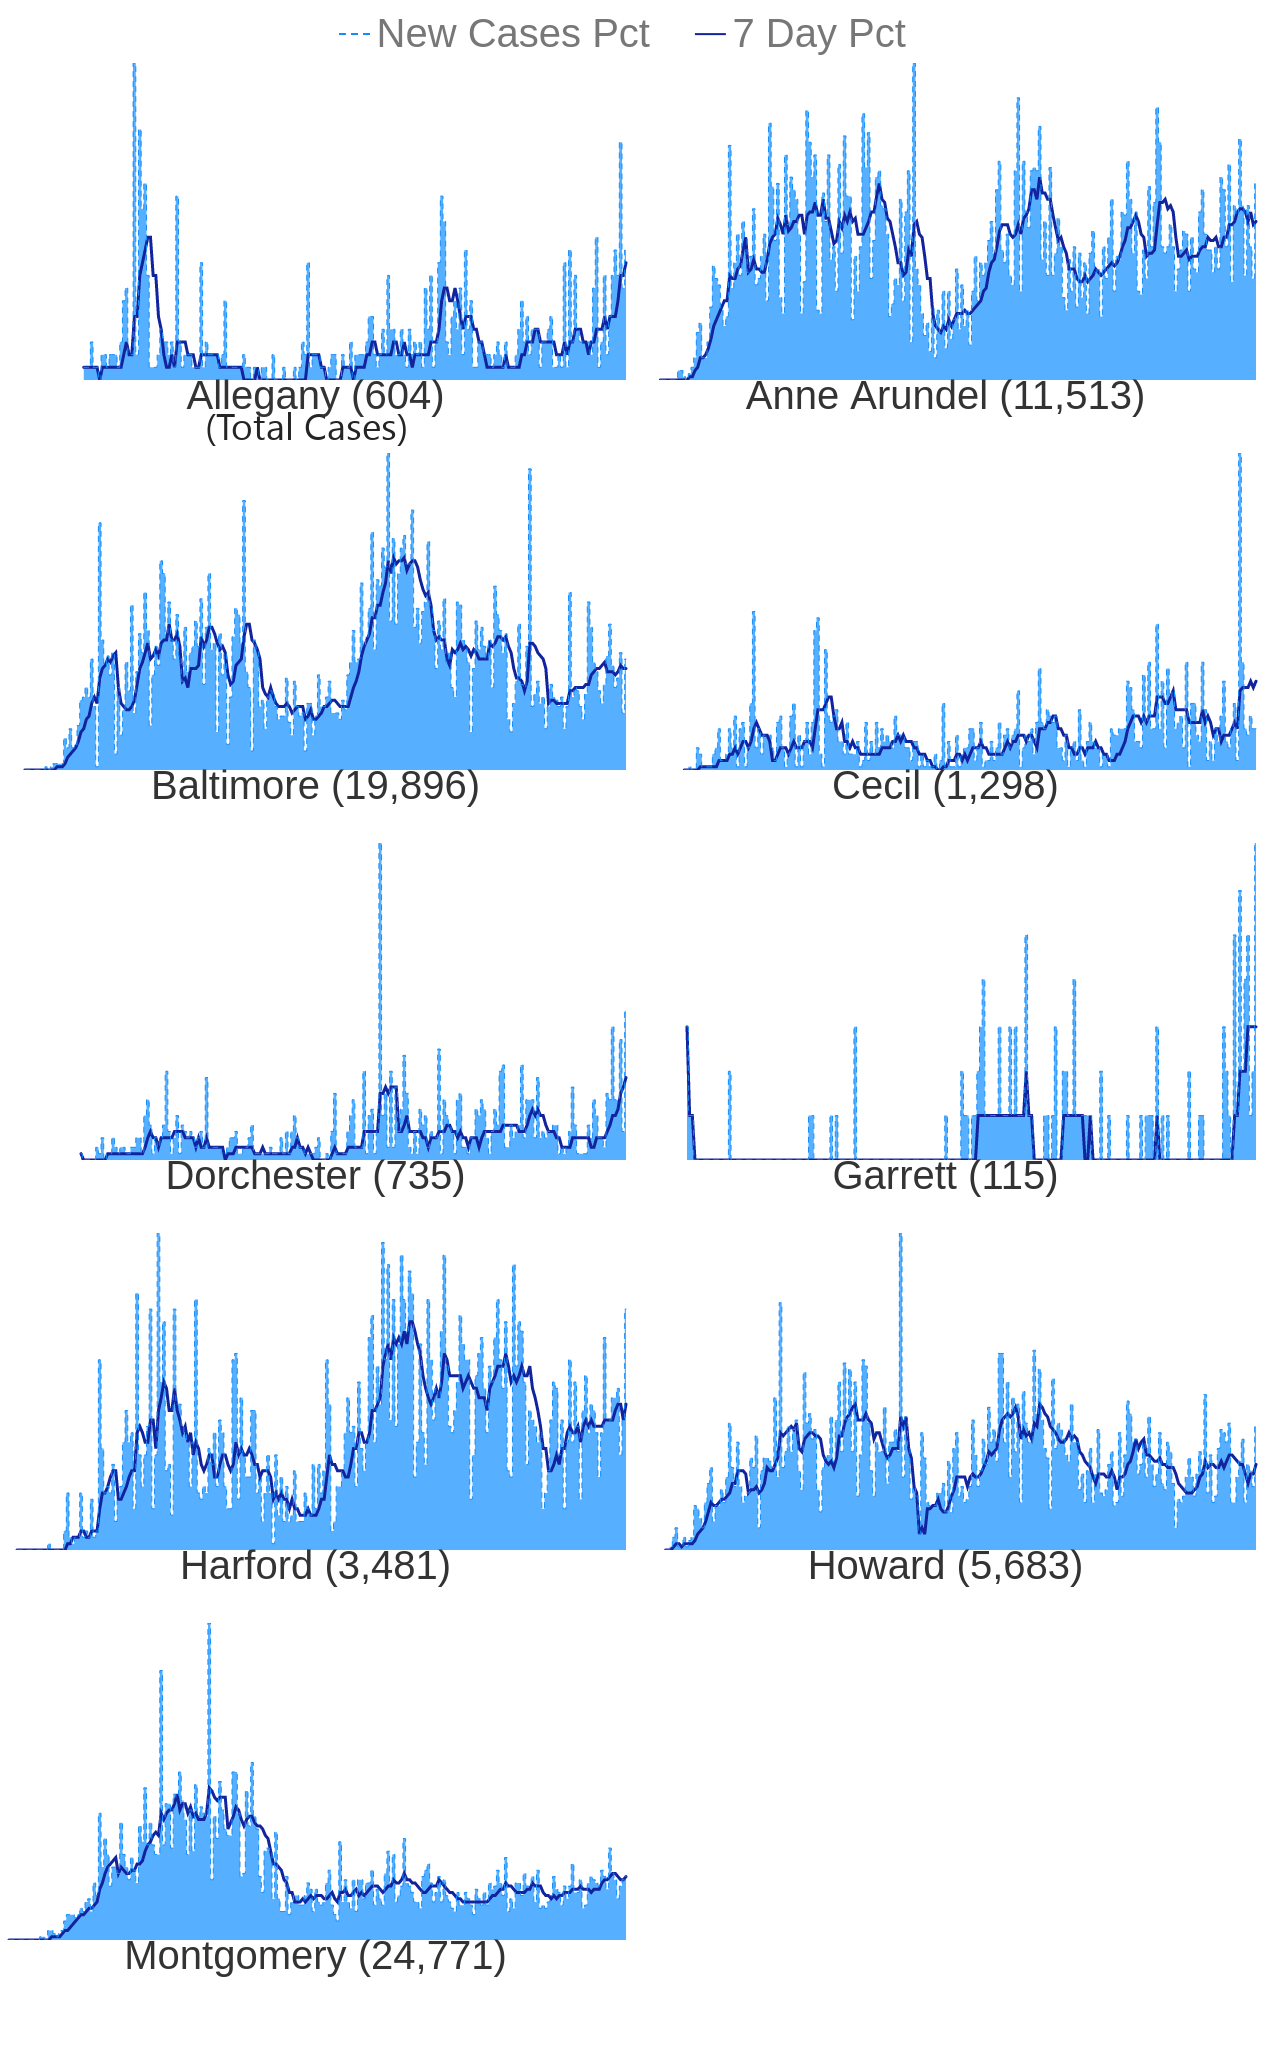 New Cases Pct 7 Day Pct
Allegany (604) Anne Arundel (11,513)
(Total Cases)
Baltimore (19,896) Cecil (1,298)
Dorchester (735) Garrett (115)
Harford (3,481) Howard (5,683)
Montgomery (24,771)